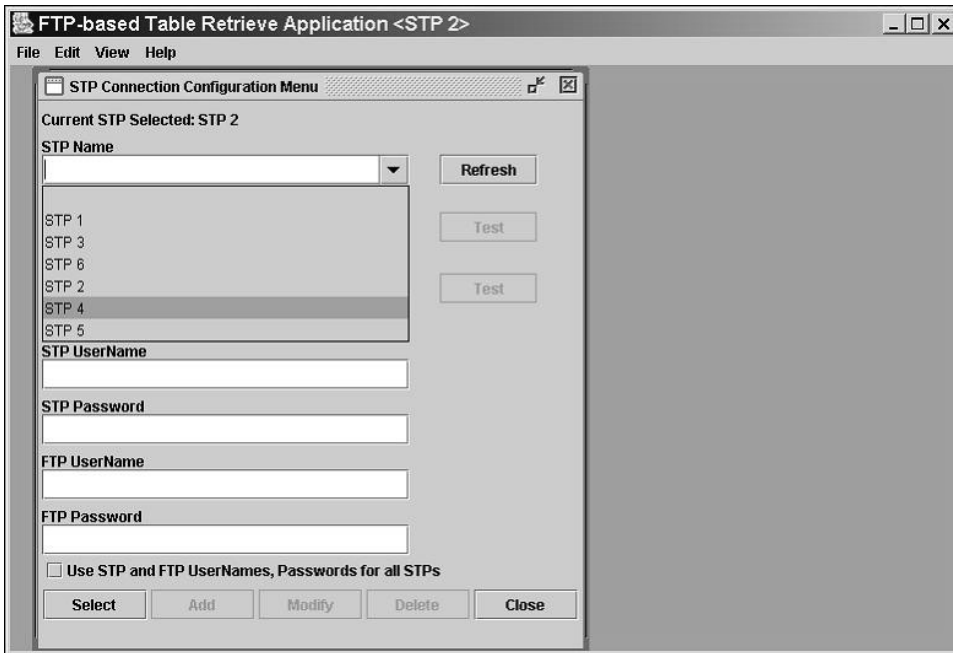 FTP-based Table Retrieve Application <STP 2>
File Edit View Help
STP Connection Configuration Menu
Current STP Selected: STP 2
STP Name
Refresh
STP 1
Test
STP 3
STP 6
STP 2
Test
STP 4
STP 5
STP UserName
STP Password
FTP UserName
FTP Password
Use STP and FTP UserNames, Passwords for all STPs
Select Add Modify Delete Close